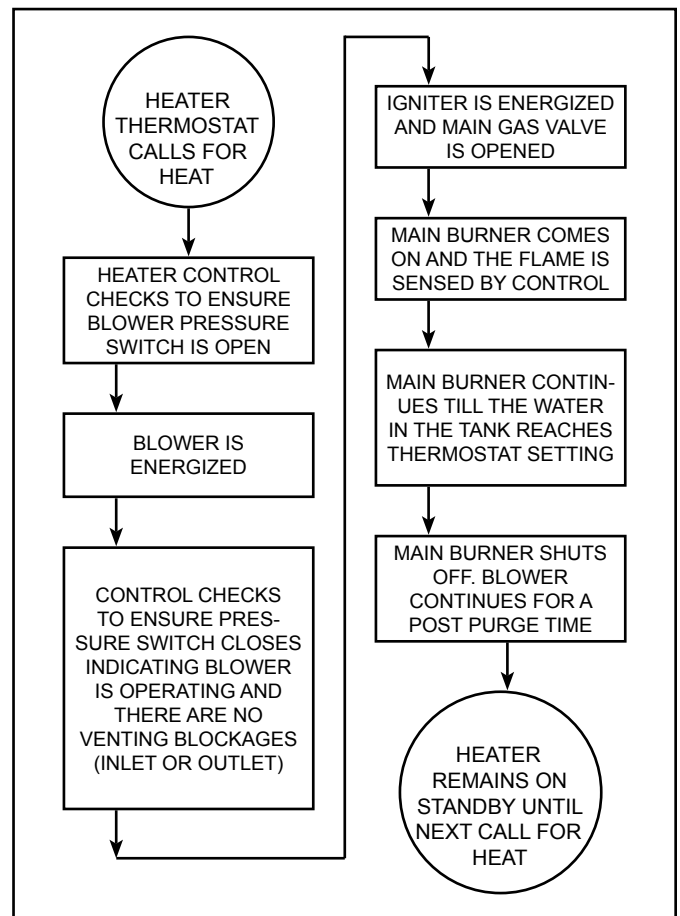 HEATER
THERMOSTAT
CALLS FOR
HEAT
HEATER CONTROL
CHECKS TO ENSURE
BLOWER PRESSURE
SWITCH IS OPEN
BLOWER IS
ENERGIZED
CONTROL CHECKS
TO ENSURE PRES-
SURE SWITCH CLOSES
INDICATING BLOWER
IS OPERATING AND
THERE ARE NO
VENTING BLOCKAGES
(INLET OR OUTLET)
IGNITER IS ENERGIZED
AND MAIN GAS VALVE
IS OPENED
MAIN BURNER COMES
ON AND THE FLAME IS
SENSED BY CONTROL
MAIN BURNER CONTIN-
UES TILL THE WATER
IN THE TANK REACHES
THERMOSTAT SETTING
MAIN BURNER SHUTS
OFF. BLOWER
CONTINUES FOR A
POST PURGE TIME
HEATER
REMAINS ON
STANDBY UNTIL
NEXT CALL FOR
HEAT